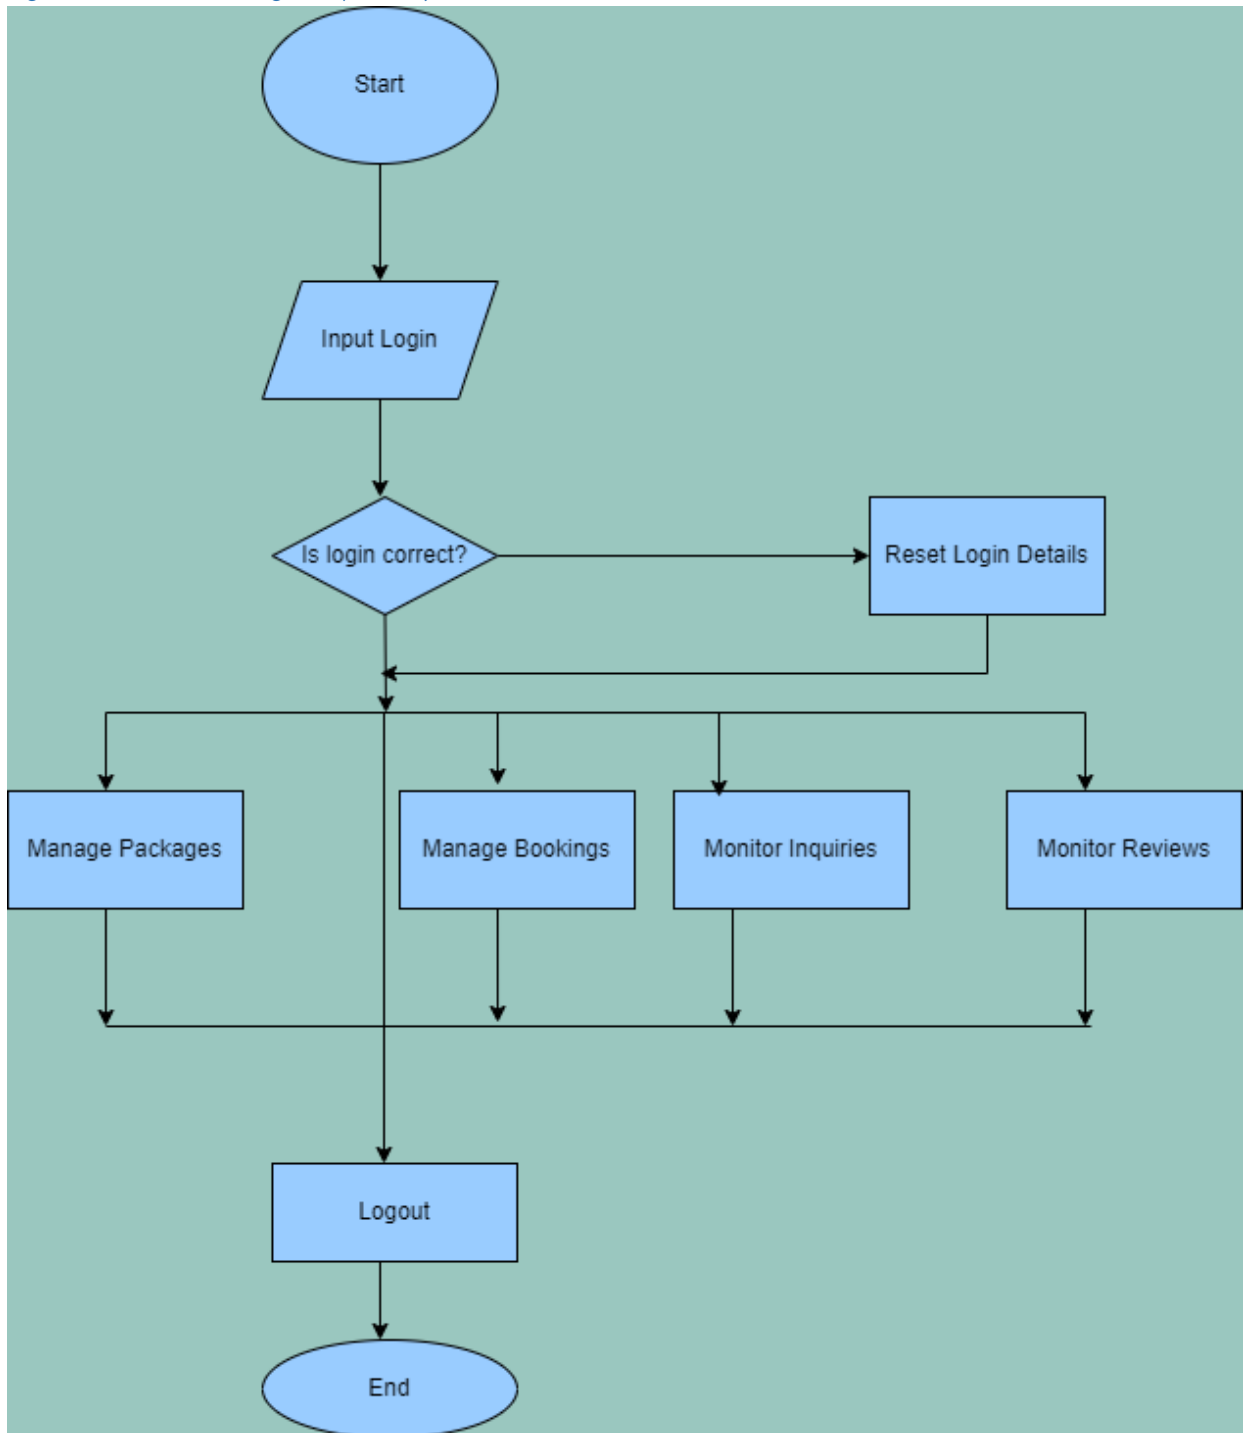 Start
Input Login
Is login correct?
Reset Login Details
Manage Packages
Manage Bookings
Monitor Inquiries
Monitor Reviews
Logout
End